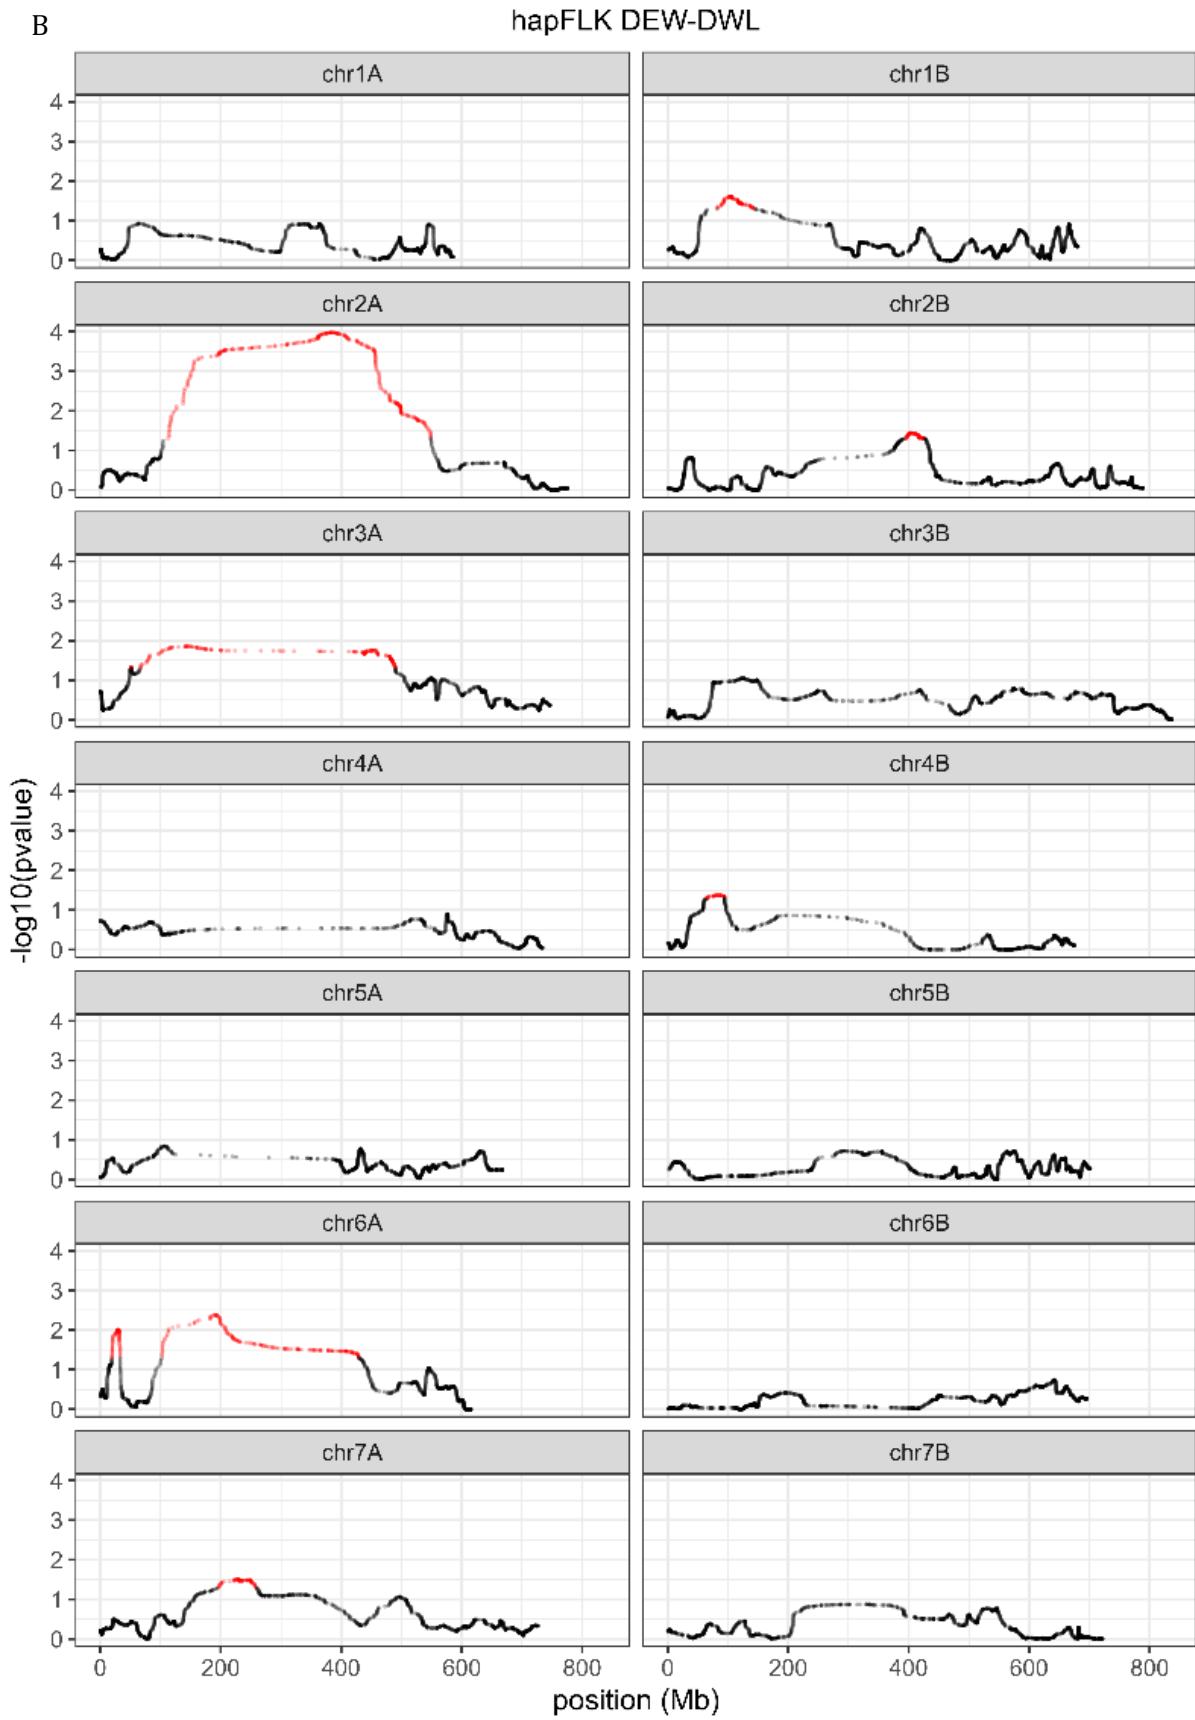 B
hapFLK DEW-DWL
chr1A
chr1B
4
3
2
1
0
chr2A
chr2B
4
3
2
1
0
chr3A
chr3B
4
3
2
1
0
chr4A
chr4B
4
3
2
1
0
-log10(pvalue)
chr5A
chr5B
4
3
2
1
0
chr6A
chr6B
4
3
2
1
0
chr7A
chr7B
4
3
2
1
0
0 200 400 600 800 0 200 400 600 800
position (Mb)